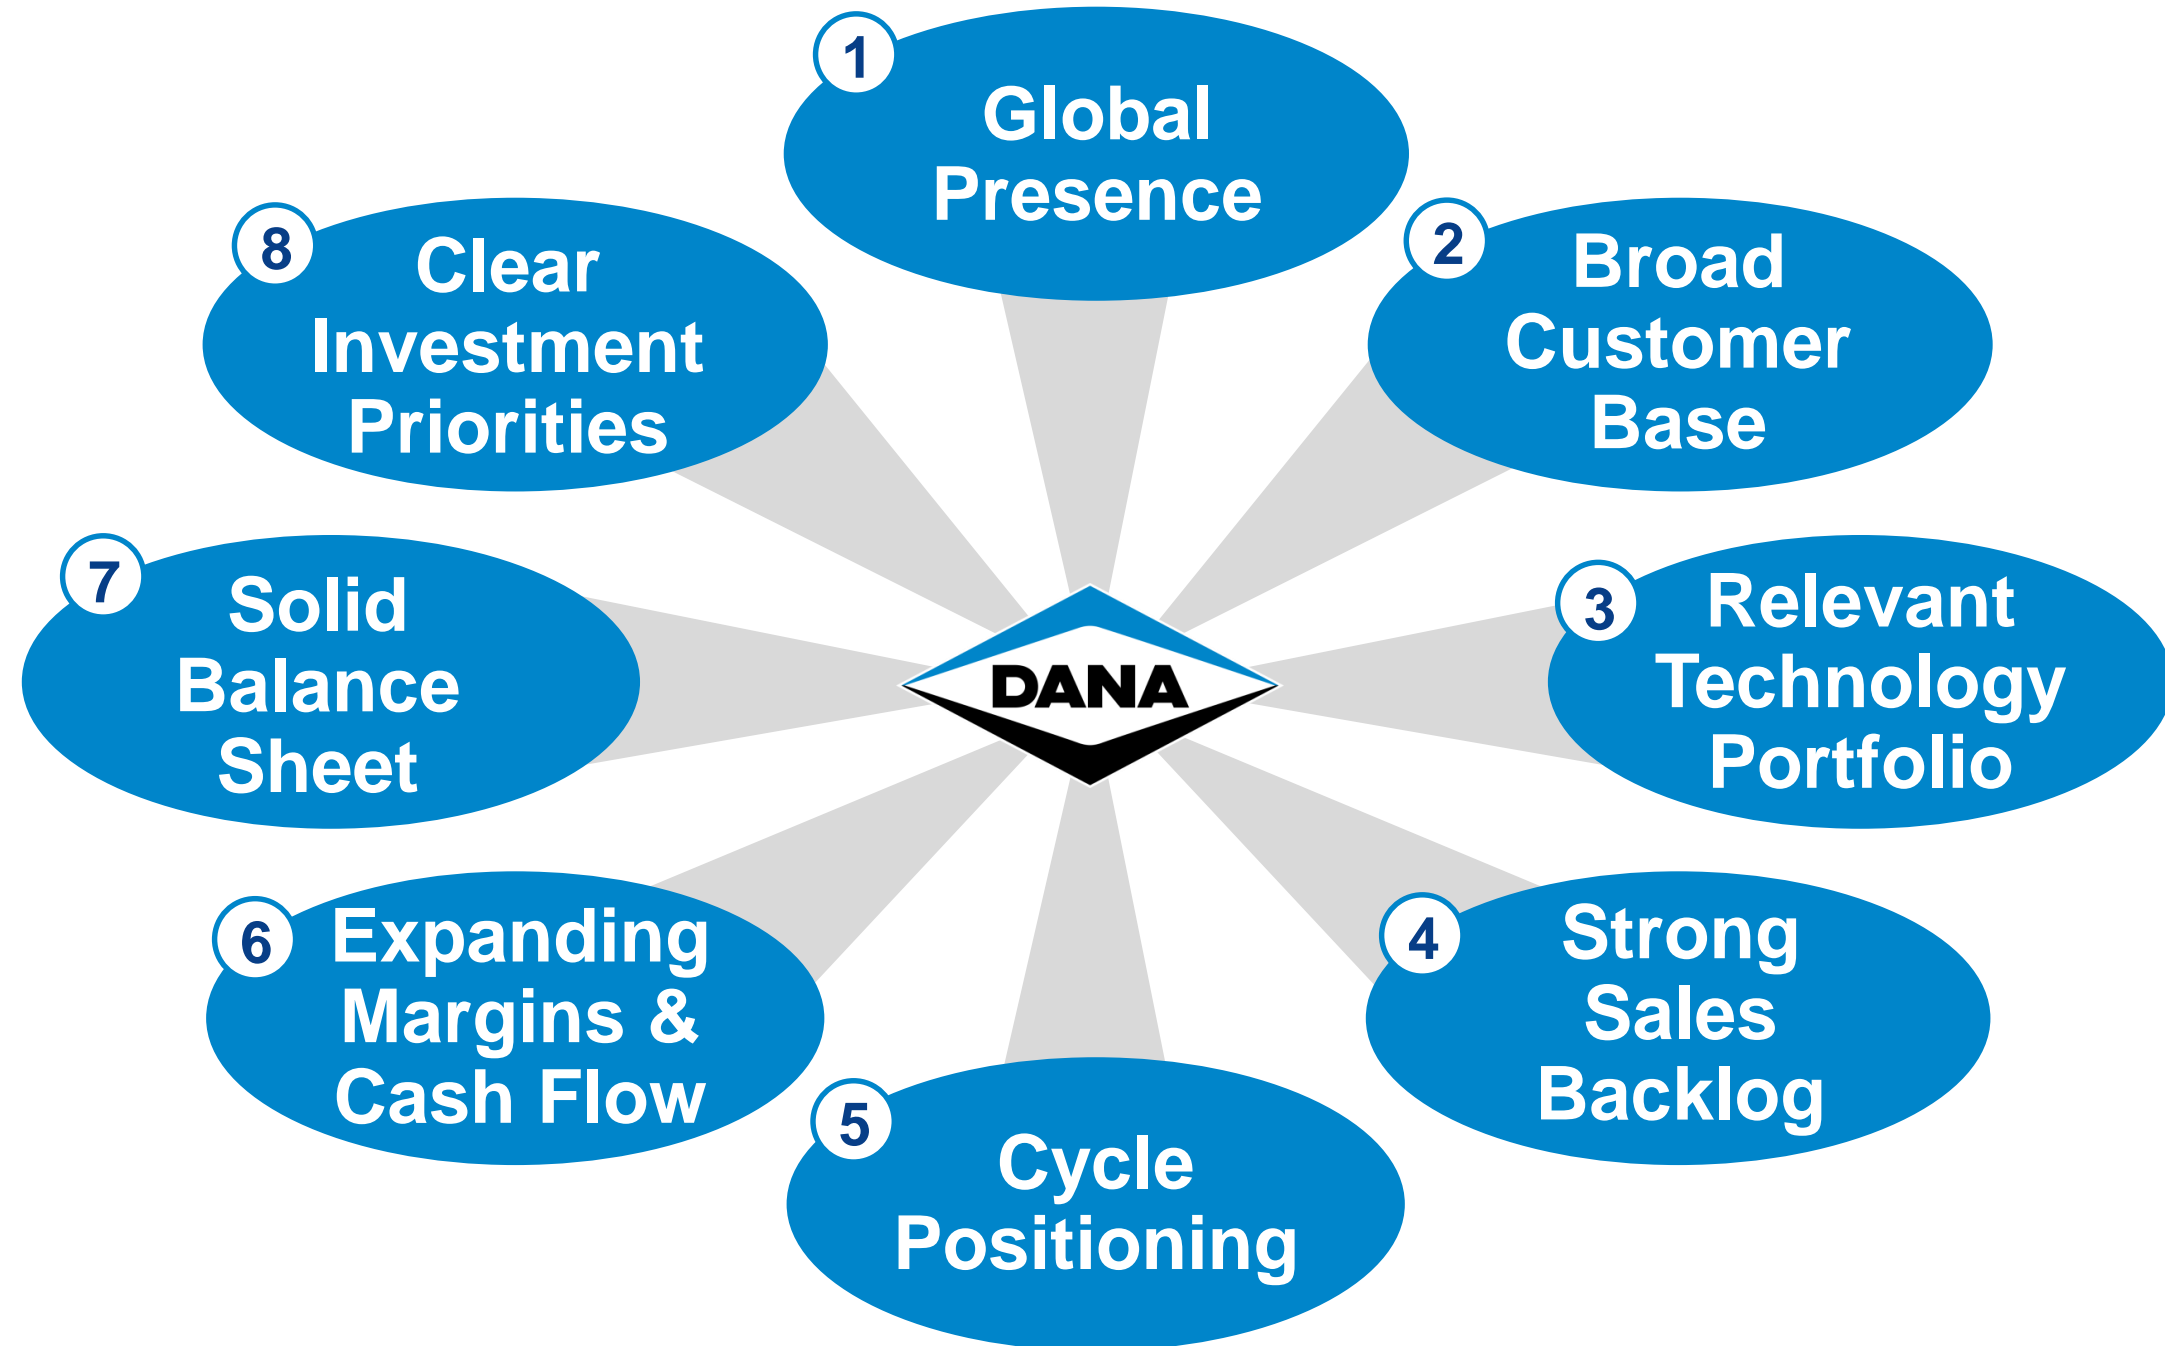 1
Global
Presence
2
Broad
Customer
Base
3
Relevant
Technology
Portfolio
4
Strong
Sales
Backlog
5
Cycle
Positioning
6
Expanding
Margins &
Cash Flow
7
Solid
Balance
Sheet
8
Clear
Investment
Priorities
DANA